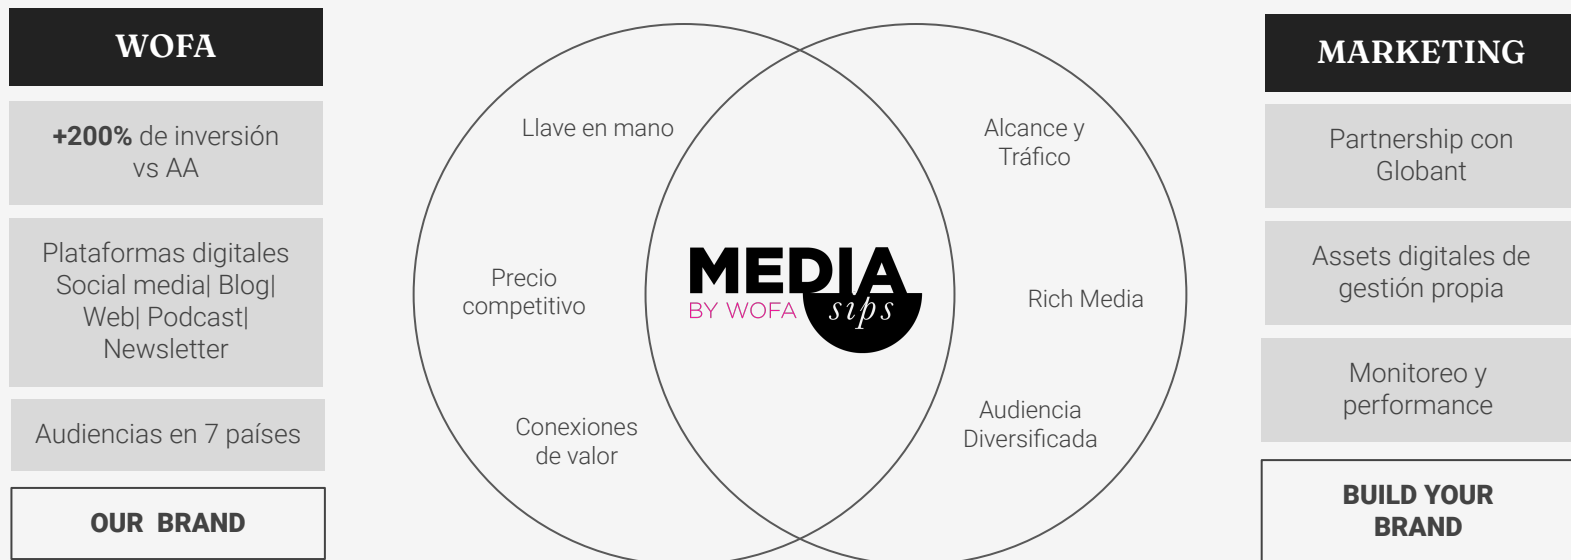 WOFA
+200% de inversión
vs AA
Plataformas digitales
Social media| Blog|
Web| Podcast|
Newsletter
Audiencias en 7 países
OUR BRAND
Llave en mano
Precio
competitivo
Conexiones
de valor
MEDIA
BY WOFA sips
Alcance y
Tráfico
Rich Media
Audiencia
Diversificada
MARKETING
Partnership con
Globant
Assets digitales de
gestión propia
Monitoreo y
performance
BUILD YOUR
BRAND